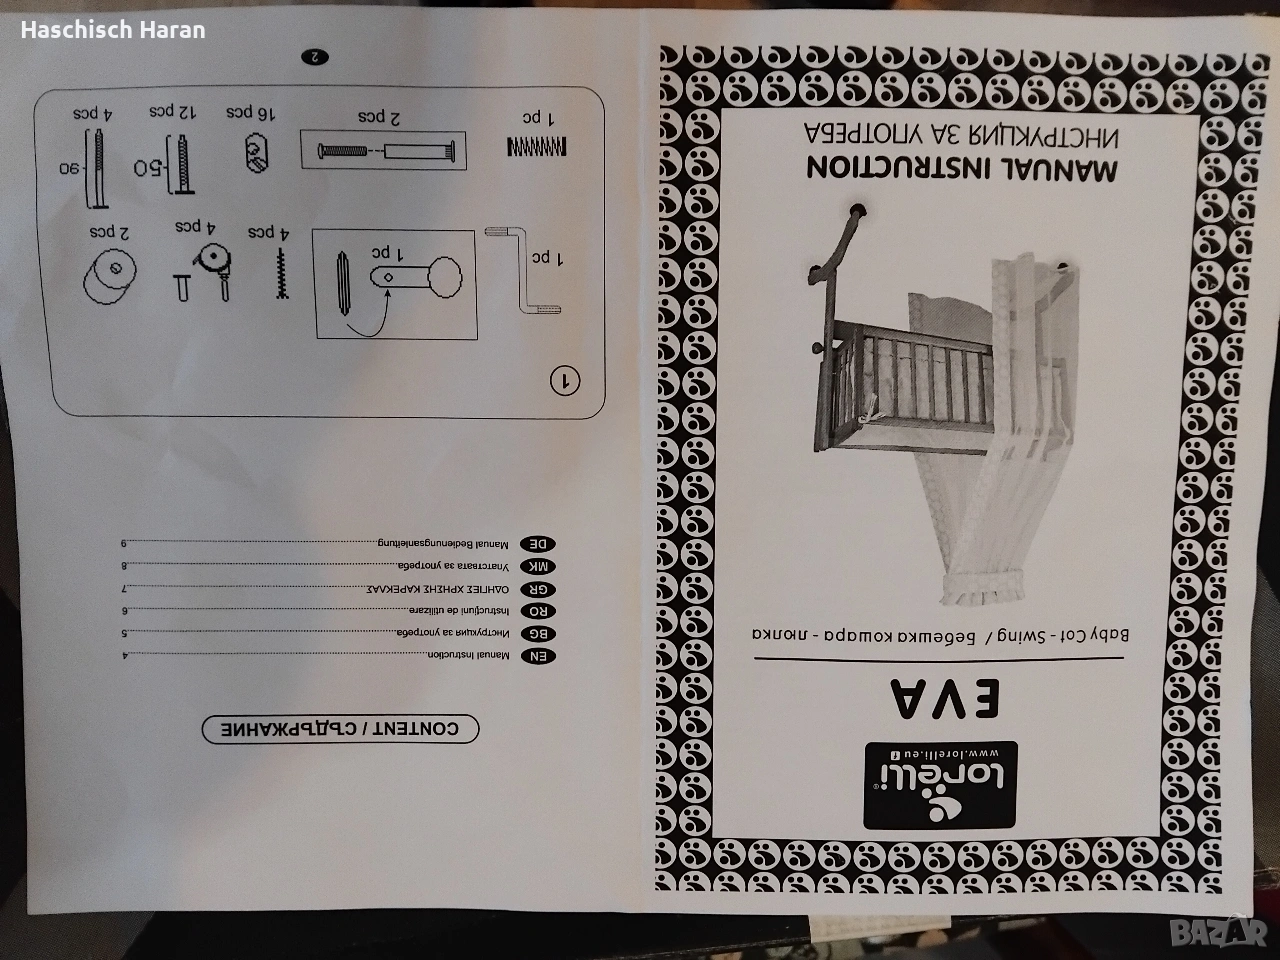 Haschisch Haran
lorelli®
www.lorelli.eu f
EVA
Baby Cot - Swing / Бебешка кошара - люлка
MANUAL INSTRUCTION
ИНСТРУКЦИЯ ЗА УПОТРЕБА
CONTENT / СЪДЪРЖАНИЕ
EN Manual Instruction 4
BG Инструкция за употреба 5
RO Instrucţiuni de utilizare 6
GR ΟΔΗΓΙΕΣ ΧΡΗΣΗΣ ΚΑΡΕΚΛΑΣ 7
MK Упатствата за употреба 8
DE Manual Bedienungsanleitung 9
1
1 pc
1 pc
4 pcs
4 pcs
2 pcs
1 pc
2 pcs
16 pcs
50
12 pcs
90
4 pcs
2
BAZAR